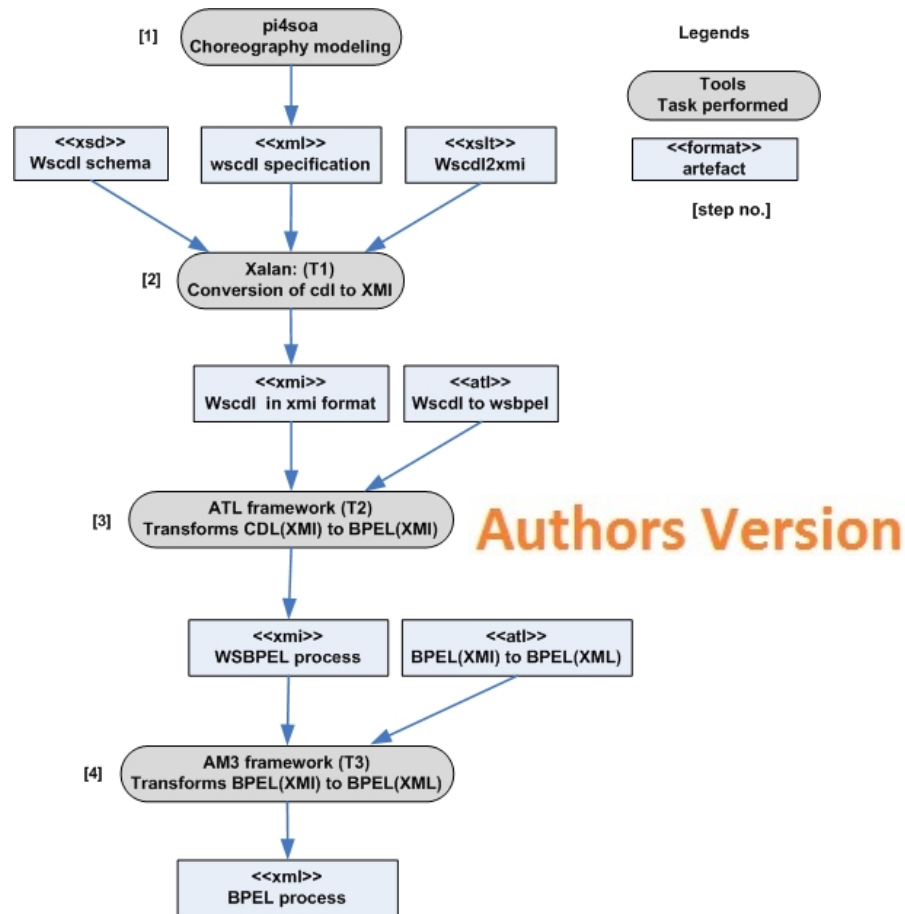 [1]
pi4soa
Choreography modeling
Legends
Tools
Task performed
<<format>>
artefact
[step no.]
<<xsd>>
Wscdl schema
<<xml>>
wscdl specification
<<xslt>>
Wscdl2xmi
[2]
Xalan: (T1)
Conversion of cdl to XMI
<<xmi>>
Wscdl in xmi format
<<atl>>
Wscdl to wsbpel
[3]
ATL framework (T2)
Transforms CDL(XMI) to BPEL(XMI)
Authors Version
<<xmi>>
WSBPEL process
<<atl>>
BPEL(XMI) to BPEL(XML)
[4]
AM3 framework (T3)
Transforms BPEL(XMI) to BPEL(XML)
<<xml>>
BPEL process